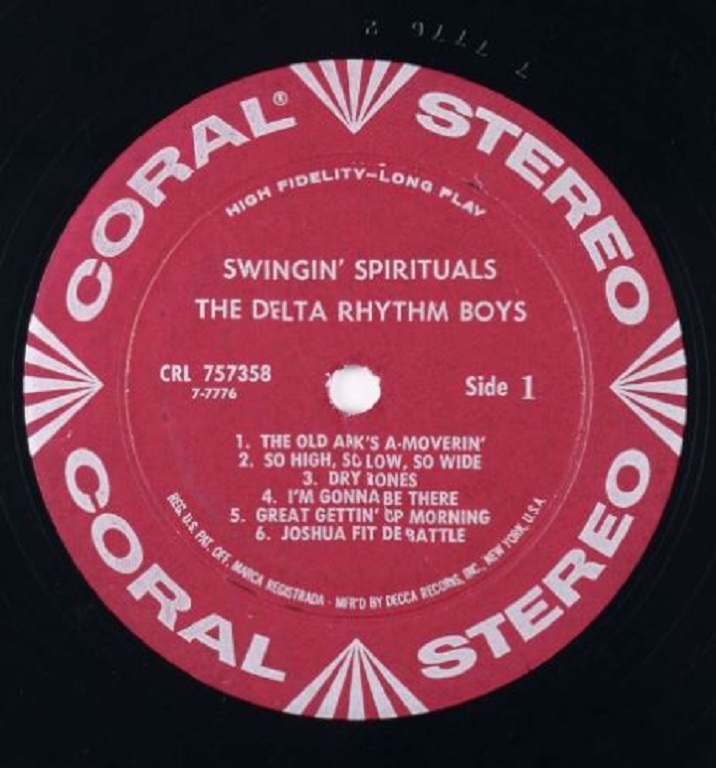 7 7776 2
CORAL® STEREO
HIGH FIDELITY—LONG PLAY
SWINGIN' SPIRITUALS
THE DELTA RHYTHM BOYS
CRL 757358
7-7776
Side 1
1. THE OLD ARK'S A-MOVERIN'
2. SO HIGH, SO LOW, SO WIDE
3. DRY BONES
4. I'M GONNA BE THERE
5. GREAT GETTIN' UP MORNING
6. JOSHUA FIT DE BATTLE
REG. U.S. PAT. OFF. MARCA REGISTRADA - MFR'D BY DECCA RECORDS, INC., NEW YORK, U.S.A.
CORAL STEREO